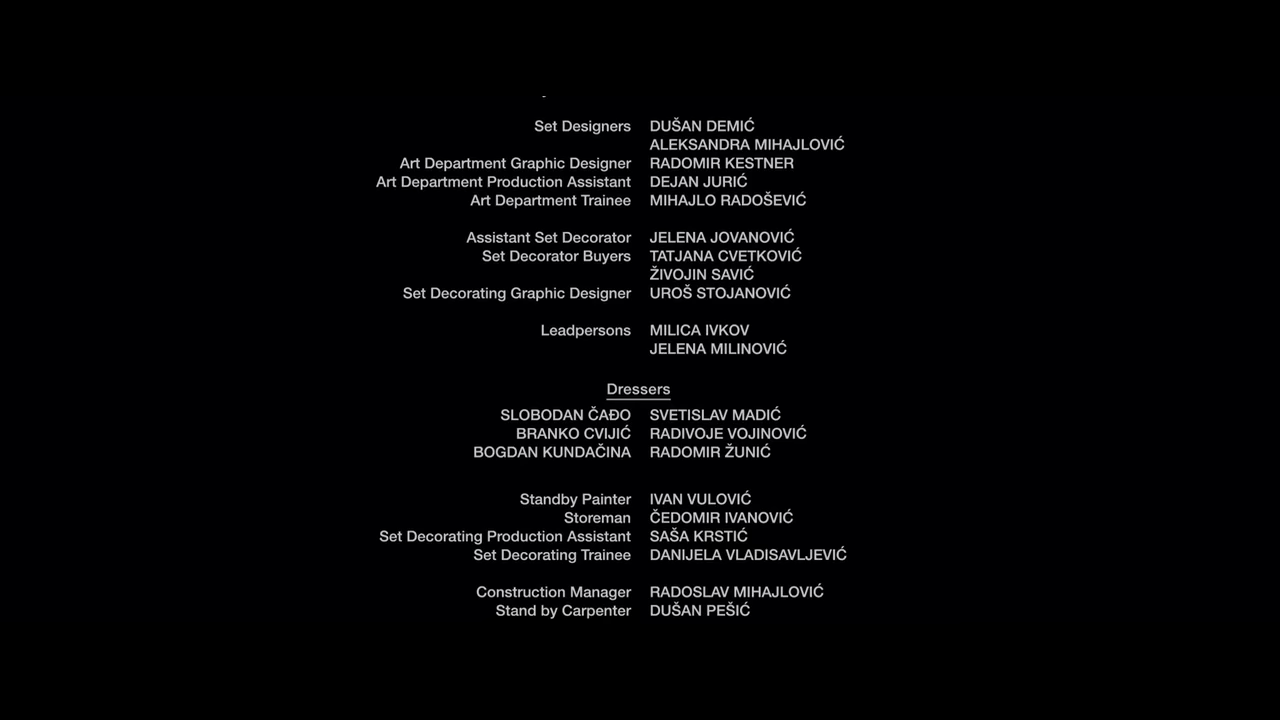 Set Designers DUŠAN DEMIĆ
ALEKSANDRA MIHAJLOVIĆ
Art Department Graphic Designer RADOMIR KESTNER
Art Department Production Assistant DEJAN JURIĆ
Art Department Trainee MIHAJLO RADOŠEVIĆ
Assistant Set Decorator JELENA JOVANOVIĆ
Set Decorator Buyers TATJANA CVETKOVIĆ
ŽIVOJIN SAVIĆ
Set Decorating Graphic Designer UROŠ STOJANOVIĆ
Leadpersons MILICA IVKOV
JELENA MILINOVIĆ
Dressers
SLOBODAN ČAĐO SVETISLAV MADIĆ
BRANKO CVIJIĆ RADIVOJE VOJINOVIĆ
BOGDAN KUNDAČINA RADOMIR ŽUNIĆ
Standby Painter IVAN VULOVIĆ
Storeman ČEDOMIR IVANOVIĆ
Set Decorating Production Assistant SAŠA KRSTIĆ
Set Decorating Trainee DANIJELA VLADISAVLJEVIĆ
Construction Manager RADOSLAV MIHAJLOVIĆ
Stand by Carpenter DUŠAN PEŠIĆ